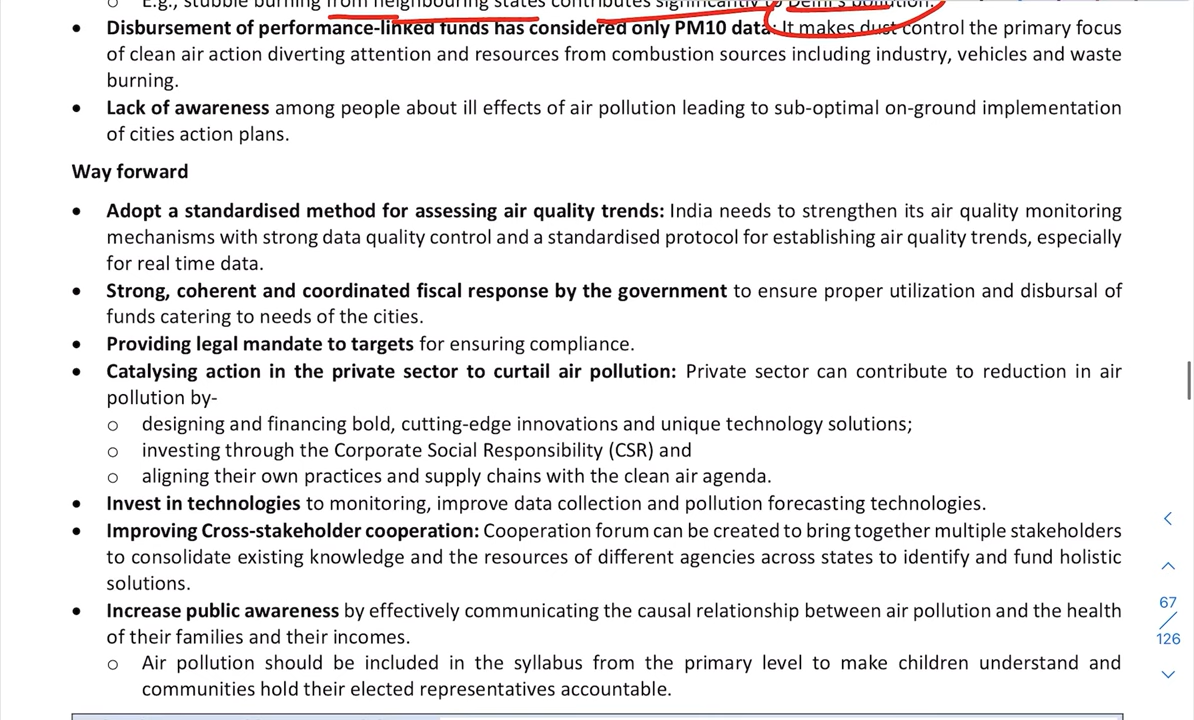 ○ E.g., stubble burning from neighbouring states contributes significantly to Delhi's pollution.
• Disbursement of performance-linked funds has considered only PM10 data: It makes dust control the primary focus
of clean air action diverting attention and resources from combustion sources including industry, vehicles and waste
burning.
• Lack of awareness among people about ill effects of air pollution leading to sub-optimal on-ground implementation
of cities action plans.
Way forward
• Adopt a standardised method for assessing air quality trends: India needs to strengthen its air quality monitoring
mechanisms with strong data quality control and a standardised protocol for establishing air quality trends, especially
for real time data.
• Strong, coherent and coordinated fiscal response by the government to ensure proper utilization and disbursal of
funds catering to needs of the cities.
• Providing legal mandate to targets for ensuring compliance.
• Catalysing action in the private sector to curtail air pollution: Private sector can contribute to reduction in air
pollution by-
○ designing and financing bold, cutting-edge innovations and unique technology solutions;
○ investing through the Corporate Social Responsibility (CSR) and
○ aligning their own practices and supply chains with the clean air agenda.
• Invest in technologies to monitoring, improve data collection and pollution forecasting technologies.
• Improving Cross-stakeholder cooperation: Cooperation forum can be created to bring together multiple stakeholders
to consolidate existing knowledge and the resources of different agencies across states to identify and fund holistic
solutions.
• Increase public awareness by effectively communicating the causal relationship between air pollution and the health
of their families and their incomes.
○ Air pollution should be included in the syllabus from the primary level to make children understand and
communities hold their elected representatives accountable.
67
/
126